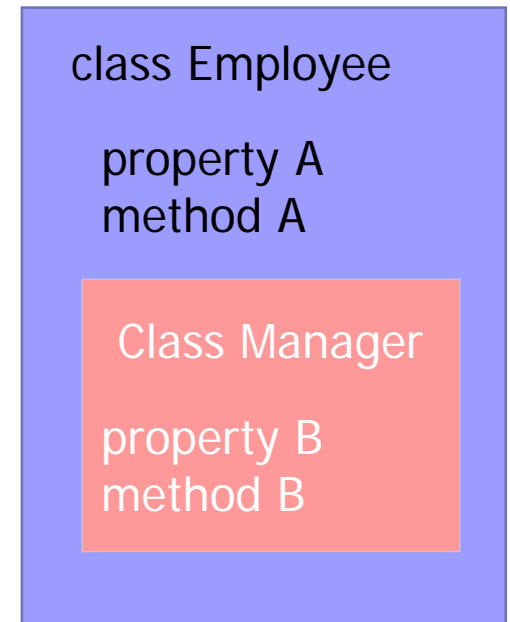 class Employee
property A
method A
Class Manager
property B
method B